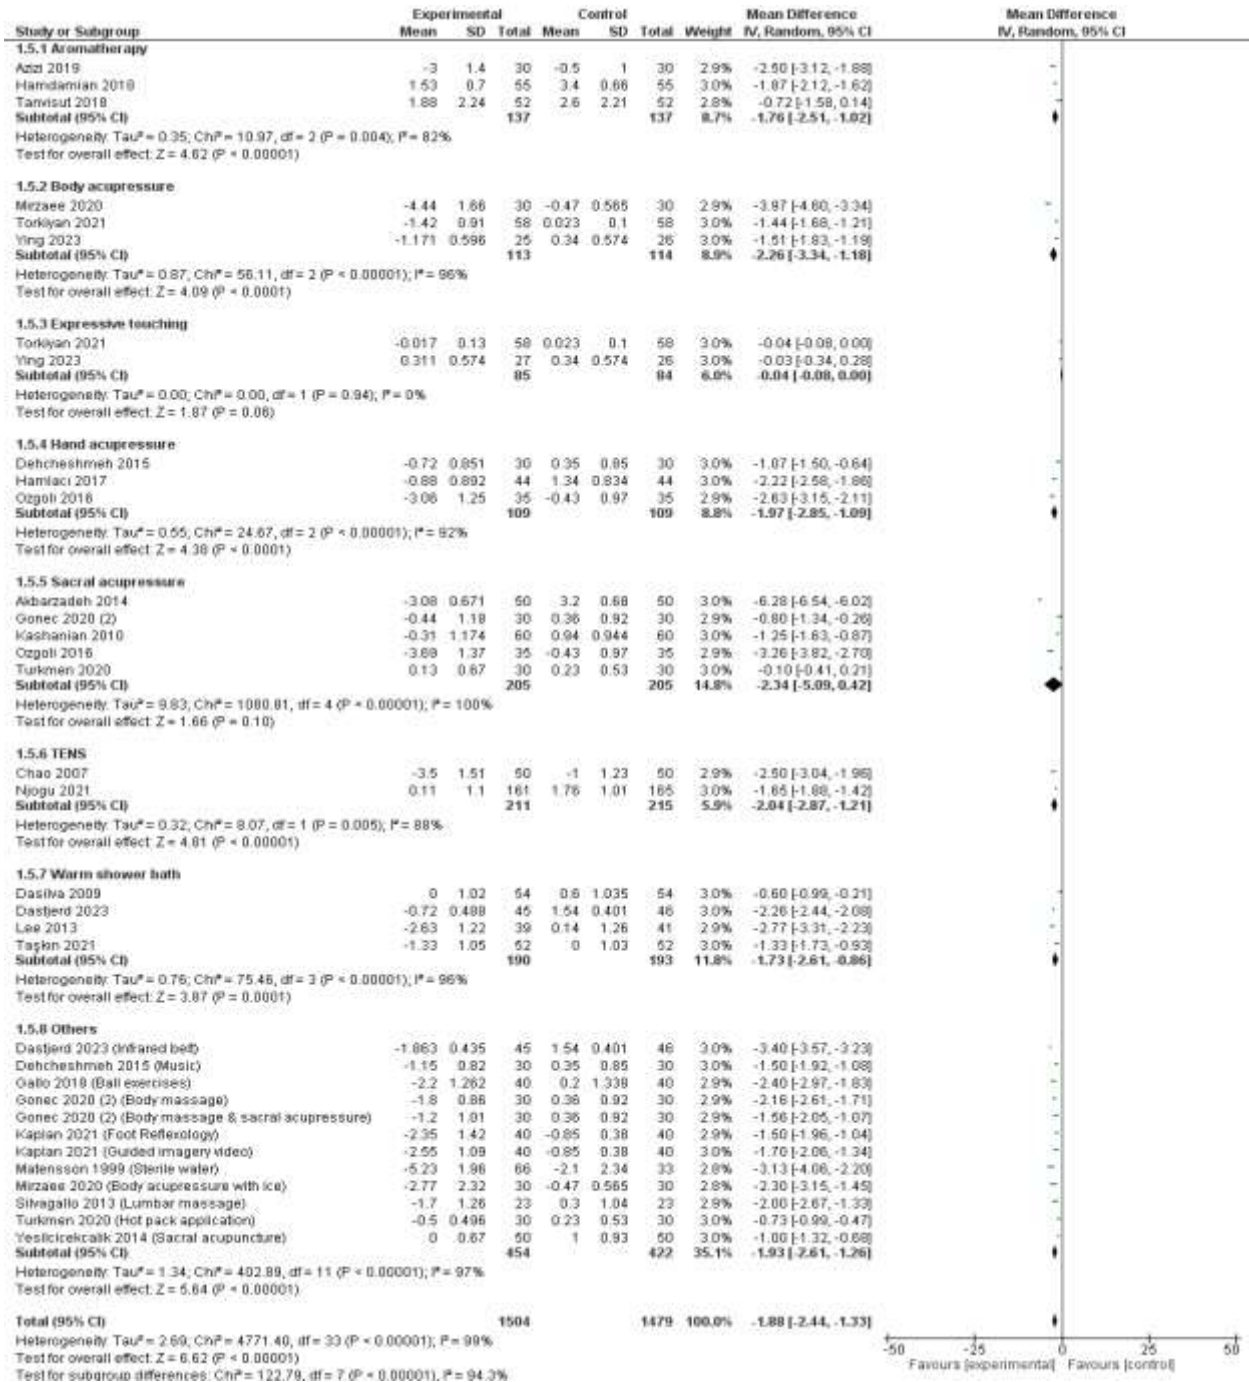 Experimental Control Mean Difference Mean Difference
Study or Subgroup Mean SD Total Mean SD Total Weight IV, Random, 95% CI IV, Random, 95% CI
1.5.1 Aromatherapy
Azizi 2019 -3 1.4 30 -0.5 1 30 2.9% -2.50 [-3.12, -1.88]
Hamdamian 2018 1.53 0.7 55 3.4 0.66 55 3.0% -1.87 [-2.12, -1.62]
Tanvisut 2018 1.88 2.24 52 2.6 2.21 52 2.8% -0.72 [-1.58, 0.14]
Subtotal (95% CI) 137 137 8.7% -1.76 [-2.51, -1.02]
Heterogeneity: Tau² = 0.35; Chi² = 10.97, df = 2 (P = 0.004); I² = 82%
Test for overall effect: Z = 4.62 (P < 0.00001)
1.5.2 Body acupressure
Mirzaee 2020 -4.44 1.66 30 -0.47 0.565 30 2.9% -3.97 [-4.60, -3.34]
Torkiyan 2021 -1.42 0.91 58 0.023 0.1 58 3.0% -1.44 [-1.68, -1.21]
Ying 2023 -1.171 0.596 25 0.34 0.574 26 3.0% -1.51 [-1.83, -1.19]
Subtotal (95% CI) 113 114 8.9% -2.26 [-3.34, -1.18]
Heterogeneity: Tau² = 0.87; Chi² = 56.11, df = 2 (P < 0.00001); I² = 96%
Test for overall effect: Z = 4.09 (P < 0.0001)
1.5.3 Expressive touching
Torkiyan 2021 -0.017 0.13 58 0.023 0.1 58 3.0% -0.04 [-0.08, 0.00]
Ying 2023 0.311 0.574 27 0.34 0.574 26 3.0% -0.03 [-0.34, 0.28]
Subtotal (95% CI) 85 84 6.0% -0.04 [-0.08, 0.00]
Heterogeneity: Tau² = 0.00; Chi² = 0.00, df = 1 (P = 0.94); I² = 0%
Test for overall effect: Z = 1.87 (P = 0.06)
1.5.4 Hand acupressure
Dehcheshmeh 2015 -0.72 0.851 30 0.35 0.85 30 3.0% -1.07 [-1.50, -0.64]
Hamlaci 2017 -0.88 0.892 44 1.34 0.834 44 3.0% -2.22 [-2.58, -1.86]
Ozgoli 2016 -3.06 1.25 35 -0.43 0.97 35 2.9% -2.63 [-3.15, -2.11]
Subtotal (95% CI) 109 109 8.8% -1.97 [-2.85, -1.09]
Heterogeneity: Tau² = 0.55; Chi² = 24.67, df = 2 (P < 0.00001); I² = 92%
Test for overall effect: Z = 4.38 (P < 0.0001)
1.5.5 Sacral acupressure
Akbarzadeh 2014 -3.08 0.671 50 3.2 0.68 50 3.0% -6.28 [-6.54, -6.02]
Gonec 2020 (2) -0.44 1.18 30 0.36 0.92 30 2.9% -0.80 [-1.34, -0.26]
Kashanian 2010 -0.31 1.174 60 0.94 0.944 60 3.0% -1.25 [-1.63, -0.87]
Ozgoli 2016 -3.69 1.37 35 -0.43 0.97 35 2.9% -3.26 [-3.82, -2.70]
Turkmen 2020 0.13 0.67 30 0.23 0.53 30 3.0% -0.10 [-0.41, 0.21]
Subtotal (95% CI) 205 205 14.8% -2.34 [-5.09, 0.42]
Heterogeneity: Tau² = 9.83; Chi² = 1080.81, df = 4 (P < 0.00001); I² = 100%
Test for overall effect: Z = 1.66 (P = 0.10)
1.5.6 TENS
Chao 2007 -3.5 1.51 50 -1 1.23 50 2.9% -2.50 [-3.04, -1.96]
Njogu 2021 0.11 1.1 161 1.76 1.01 165 3.0% -1.65 [-1.88, -1.42]
Subtotal (95% CI) 211 215 5.9% -2.04 [-2.87, -1.21]
Heterogeneity: Tau² = 0.32; Chi² = 8.07, df = 1 (P = 0.005); I² = 88%
Test for overall effect: Z = 4.81 (P < 0.00001)
1.5.7 Warm shower bath
Dasilva 2009 0 1.02 54 0.6 1.035 54 3.0% -0.60 [-0.99, -0.21]
Dastjerd 2023 -0.72 0.488 45 1.54 0.401 46 3.0% -2.26 [-2.44, -2.08]
Lee 2013 -2.63 1.22 39 0.14 1.26 41 2.9% -2.77 [-3.31, -2.23]
Taşkın 2021 -1.33 1.05 52 0 1.03 52 3.0% -1.33 [-1.73, -0.93]
Subtotal (95% CI) 190 193 11.8% -1.73 [-2.61, -0.86]
Heterogeneity: Tau² = 0.76; Chi² = 75.46, df = 3 (P < 0.00001); I² = 96%
Test for overall effect: Z = 3.87 (P = 0.0001)
1.5.8 Others
Dastjerd 2023 (Infrared belt) -1.863 0.435 45 1.54 0.401 46 3.0% -3.40 [-3.57, -3.23]
Dehcheshmeh 2015 (Music) -1.15 0.82 30 0.35 0.85 30 3.0% -1.50 [-1.92, -1.08]
Gallo 2018 (Ball exercises) -2.2 1.262 40 0.2 1.338 40 2.9% -2.40 [-2.97, -1.83]
Gonec 2020 (2) (Body massage) -1.8 0.86 30 0.36 0.92 30 2.9% -2.16 [-2.61, -1.71]
Gonec 2020 (2) (Body massage & sacral acupressure) -1.2 1.01 30 0.36 0.92 30 2.9% -1.56 [-2.05, -1.07]
Kaplan 2021 (Foot Reflexology) -2.35 1.42 40 -0.85 0.38 40 2.9% -1.50 [-1.96, -1.04]
Kaplan 2021 (Guided imagery video) -2.55 1.09 40 -0.85 0.38 40 3.0% -1.70 [-2.06, -1.34]
Matensson 1999 (Sterile water) -5.23 1.96 66 -2.1 2.34 33 2.8% -3.13 [-4.06, -2.20]
Mirzaee 2020 (Body acupressure with ice) -2.77 2.32 30 -0.47 0.565 30 2.8% -2.30 [-3.15, -1.45]
Silvagallo 2013 (Lumbar massage) -1.7 1.26 23 0.3 1.04 23 2.9% -2.00 [-2.67, -1.33]
Turkmen 2020 (Hot pack application) -0.5 0.496 30 0.23 0.53 30 3.0% -0.73 [-0.99, -0.47]
Yesilcicekcalik 2014 (Sacral acupuncture) 0 0.67 50 1 0.93 50 3.0% -1.00 [-1.32, -0.68]
Subtotal (95% CI) 454 422 35.1% -1.93 [-2.61, -1.26]
Heterogeneity: Tau² = 1.34; Chi² = 402.89, df = 11 (P < 0.00001); I² = 97%
Test for overall effect: Z = 5.64 (P < 0.00001)
Total (95% CI) 1504 1479 100.0% -1.88 [-2.44, -1.33]
Heterogeneity: Tau² = 2.69; Chi² = 4771.40, df = 33 (P < 0.00001); I² = 99%
Test for overall effect: Z = 6.62 (P < 0.00001)
Test for subgroup differences: Chi² = 122.79, df = 7 (P < 0.00001), I² = 94.3%
-50 -25 0 25 50
Favours [experimental] Favours [control]